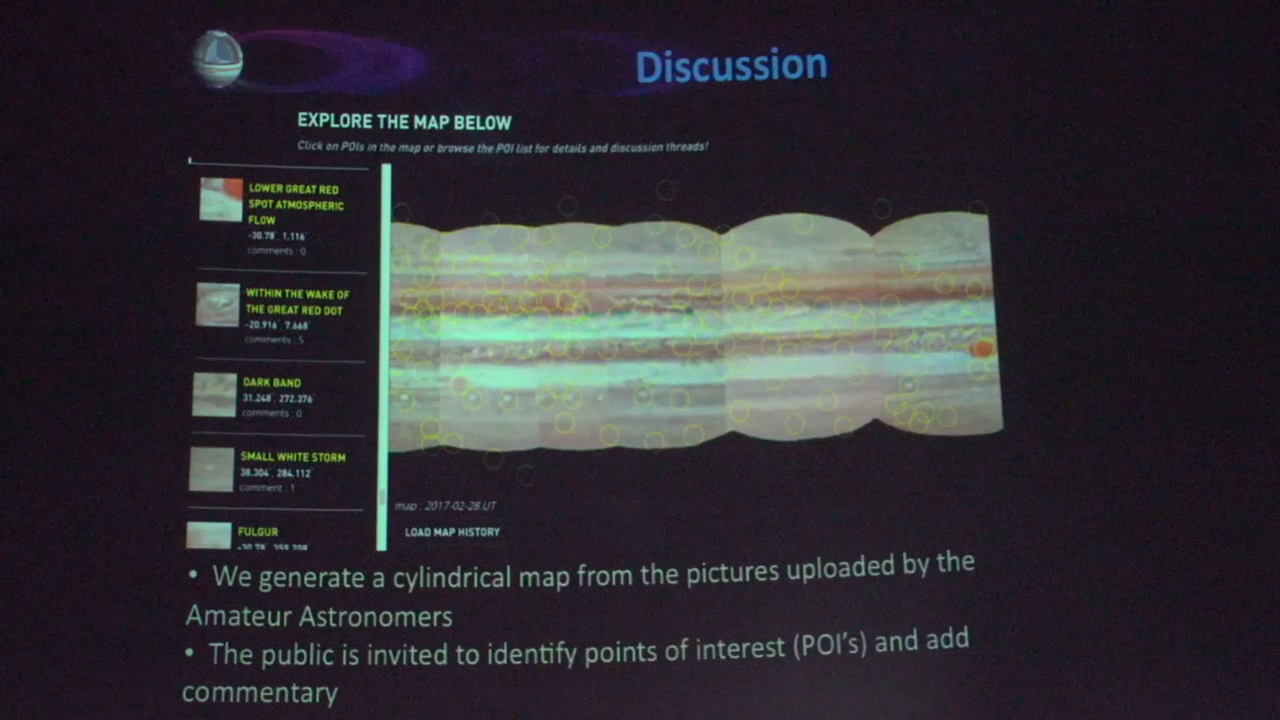 Discussion
EXPLORE THE MAP BELOW
Click on POIs in the map or browse the POI list for details and discussion threads!
LOWER GREAT RED
SPOT ATMOSPHERIC
FLOW
-30.78°, 1.116°
comments : 0
WITHIN THE WAKE OF
THE GREAT RED DOT
-20.916°, 7.668°
comments : 5
DARK BAND
31.248°, 272.376°
comments : 0
SMALL WHITE STORM
38.304°, 284.112°
comment : 1
FULGUR
-30.78°, 359.208°
map : 2017-02-28 UT
LOAD MAP HISTORY
• We generate a cylindrical map from the pictures uploaded by the
Amateur Astronomers
• The public is invited to identify points of interest (POI's) and add
commentary